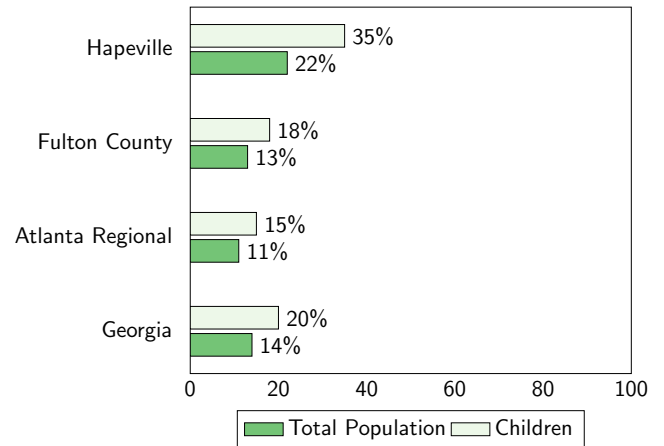 Hapeville
35%
22%
Fulton County
18%
13%
Atlanta Regional
15%
11%
Georgia
20%
14%
0 20 40 60 80 100
Total Population Children